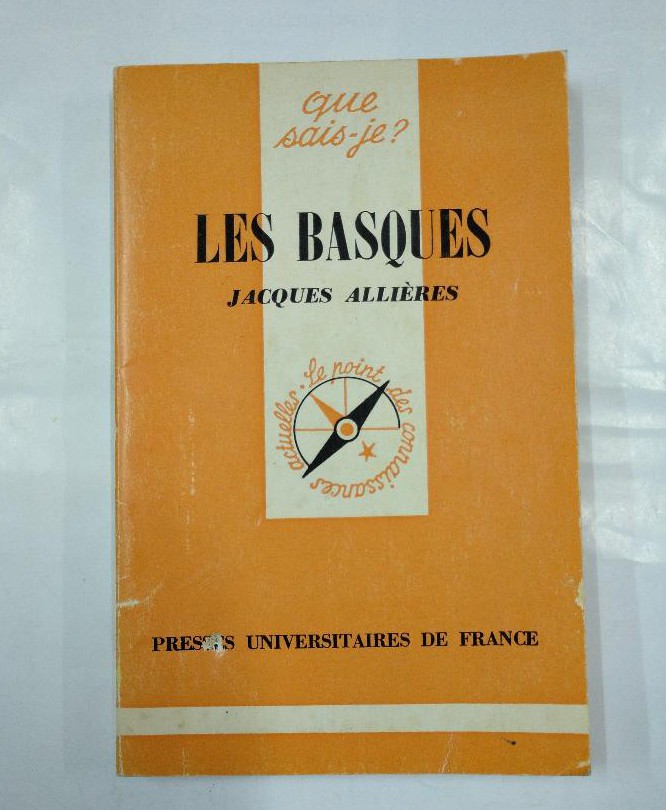 que
sais-je?
LES BASQUES
JACQUES ALLIÈRES
Le point des connaissances actuelles.
PRESSES UNIVERSITAIRES DE FRANCE